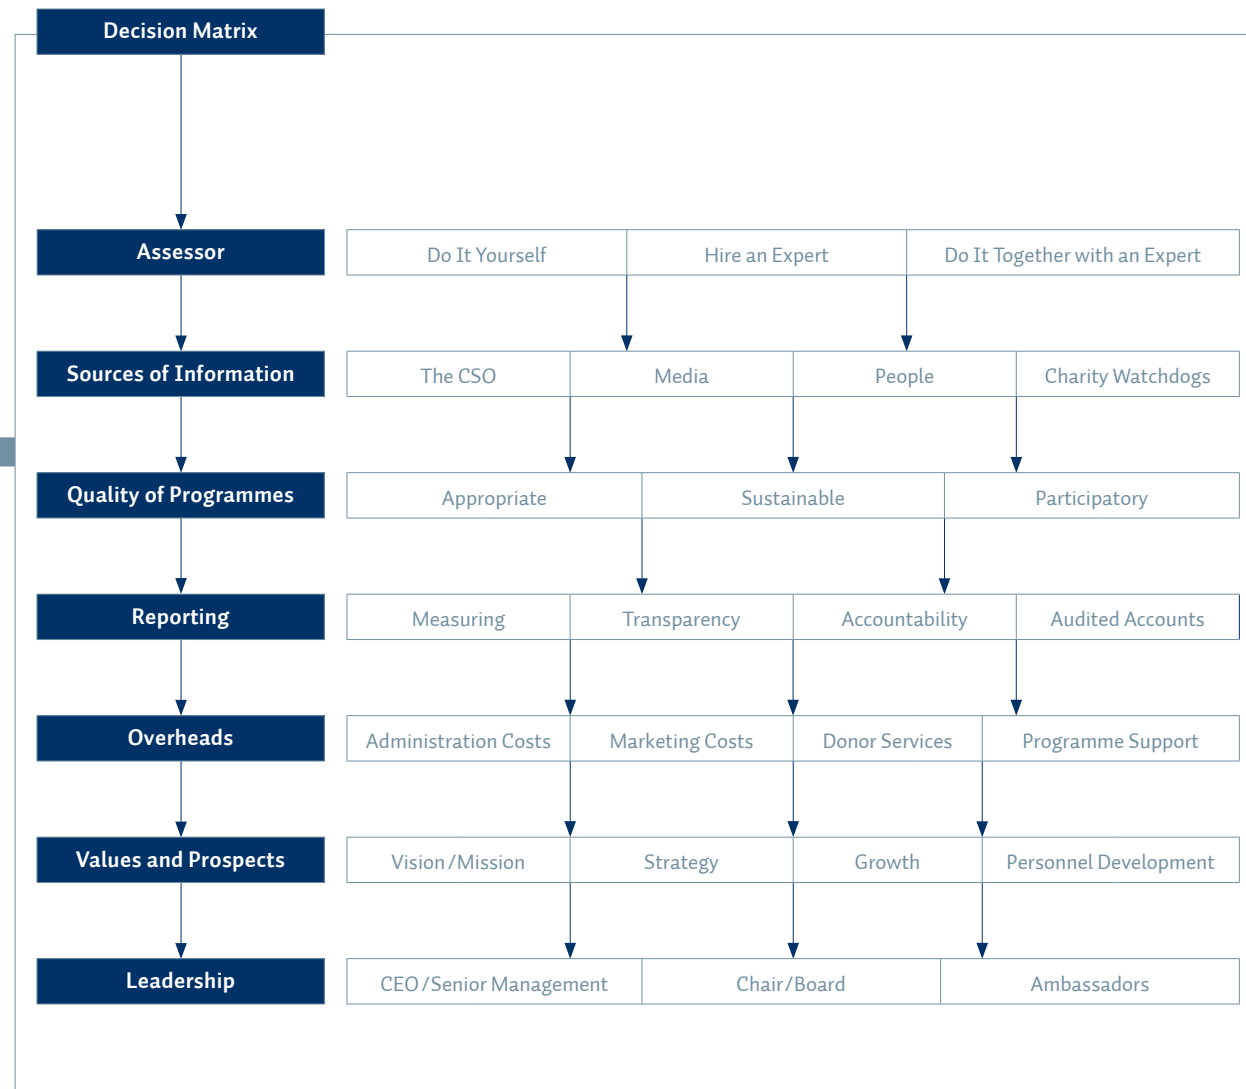 Decision Matrix
Assessor
Do It Yourself
Hire an Expert
Do It Together with an Expert
Sources of Information
The CSO
Media
People
Charity Watchdogs
Quality of Programmes
Appropriate
Sustainable
Participatory
Reporting
Measuring
Transparency
Accountability
Audited Accounts
Overheads
Administration Costs
Marketing Costs
Donor Services
Programme Support
Values and Prospects
Vision/Mission
Strategy
Growth
Personnel Development
Leadership
CEO/Senior Management
Chair/Board
Ambassadors